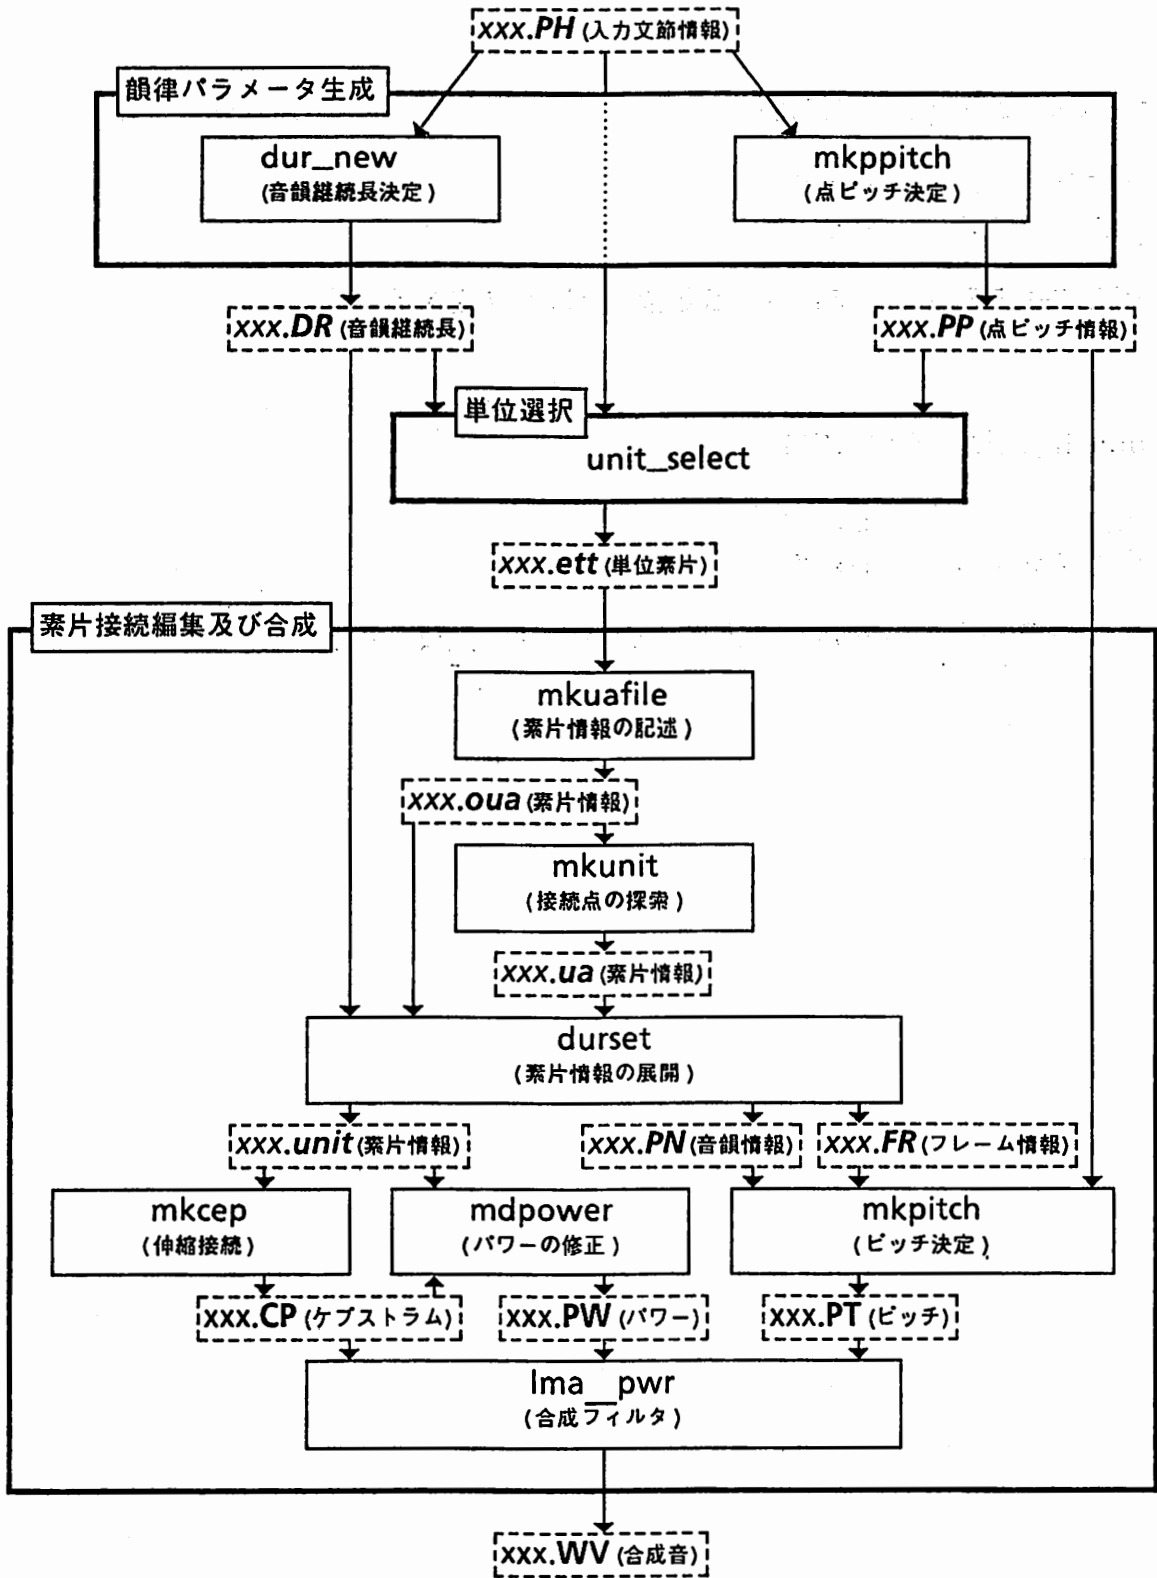 xxx.PH (入力文節情報)
韻律パラメータ生成
dur_new
(音韻継続長決定)
mkppitch
(点ピッチ決定)
xxx.DR (音韻継続長)
xxx.PP (点ピッチ情報)
単位選択
unit_select
xxx.ett (単位素片)
素片接続編集及び合成
mkuafile
(素片情報の記述)
xxx.oua (素片情報)
mkunit
(接続点の探索)
xxx.ua (素片情報)
durset
(素片情報の展開)
xxx.unit (素片情報)
xxx.PN (音韻情報)
xxx.FR (フレーム情報)
mkcep
(伸縮接続)
mdpower
(パワーの修正)
mkpitch
(ピッチ決定)
xxx.CP (ケプストラム)
xxx.PW (パワー)
xxx.PT (ピッチ)
lma_pwr
(合成フィルタ)
xxx.WV (合成音)